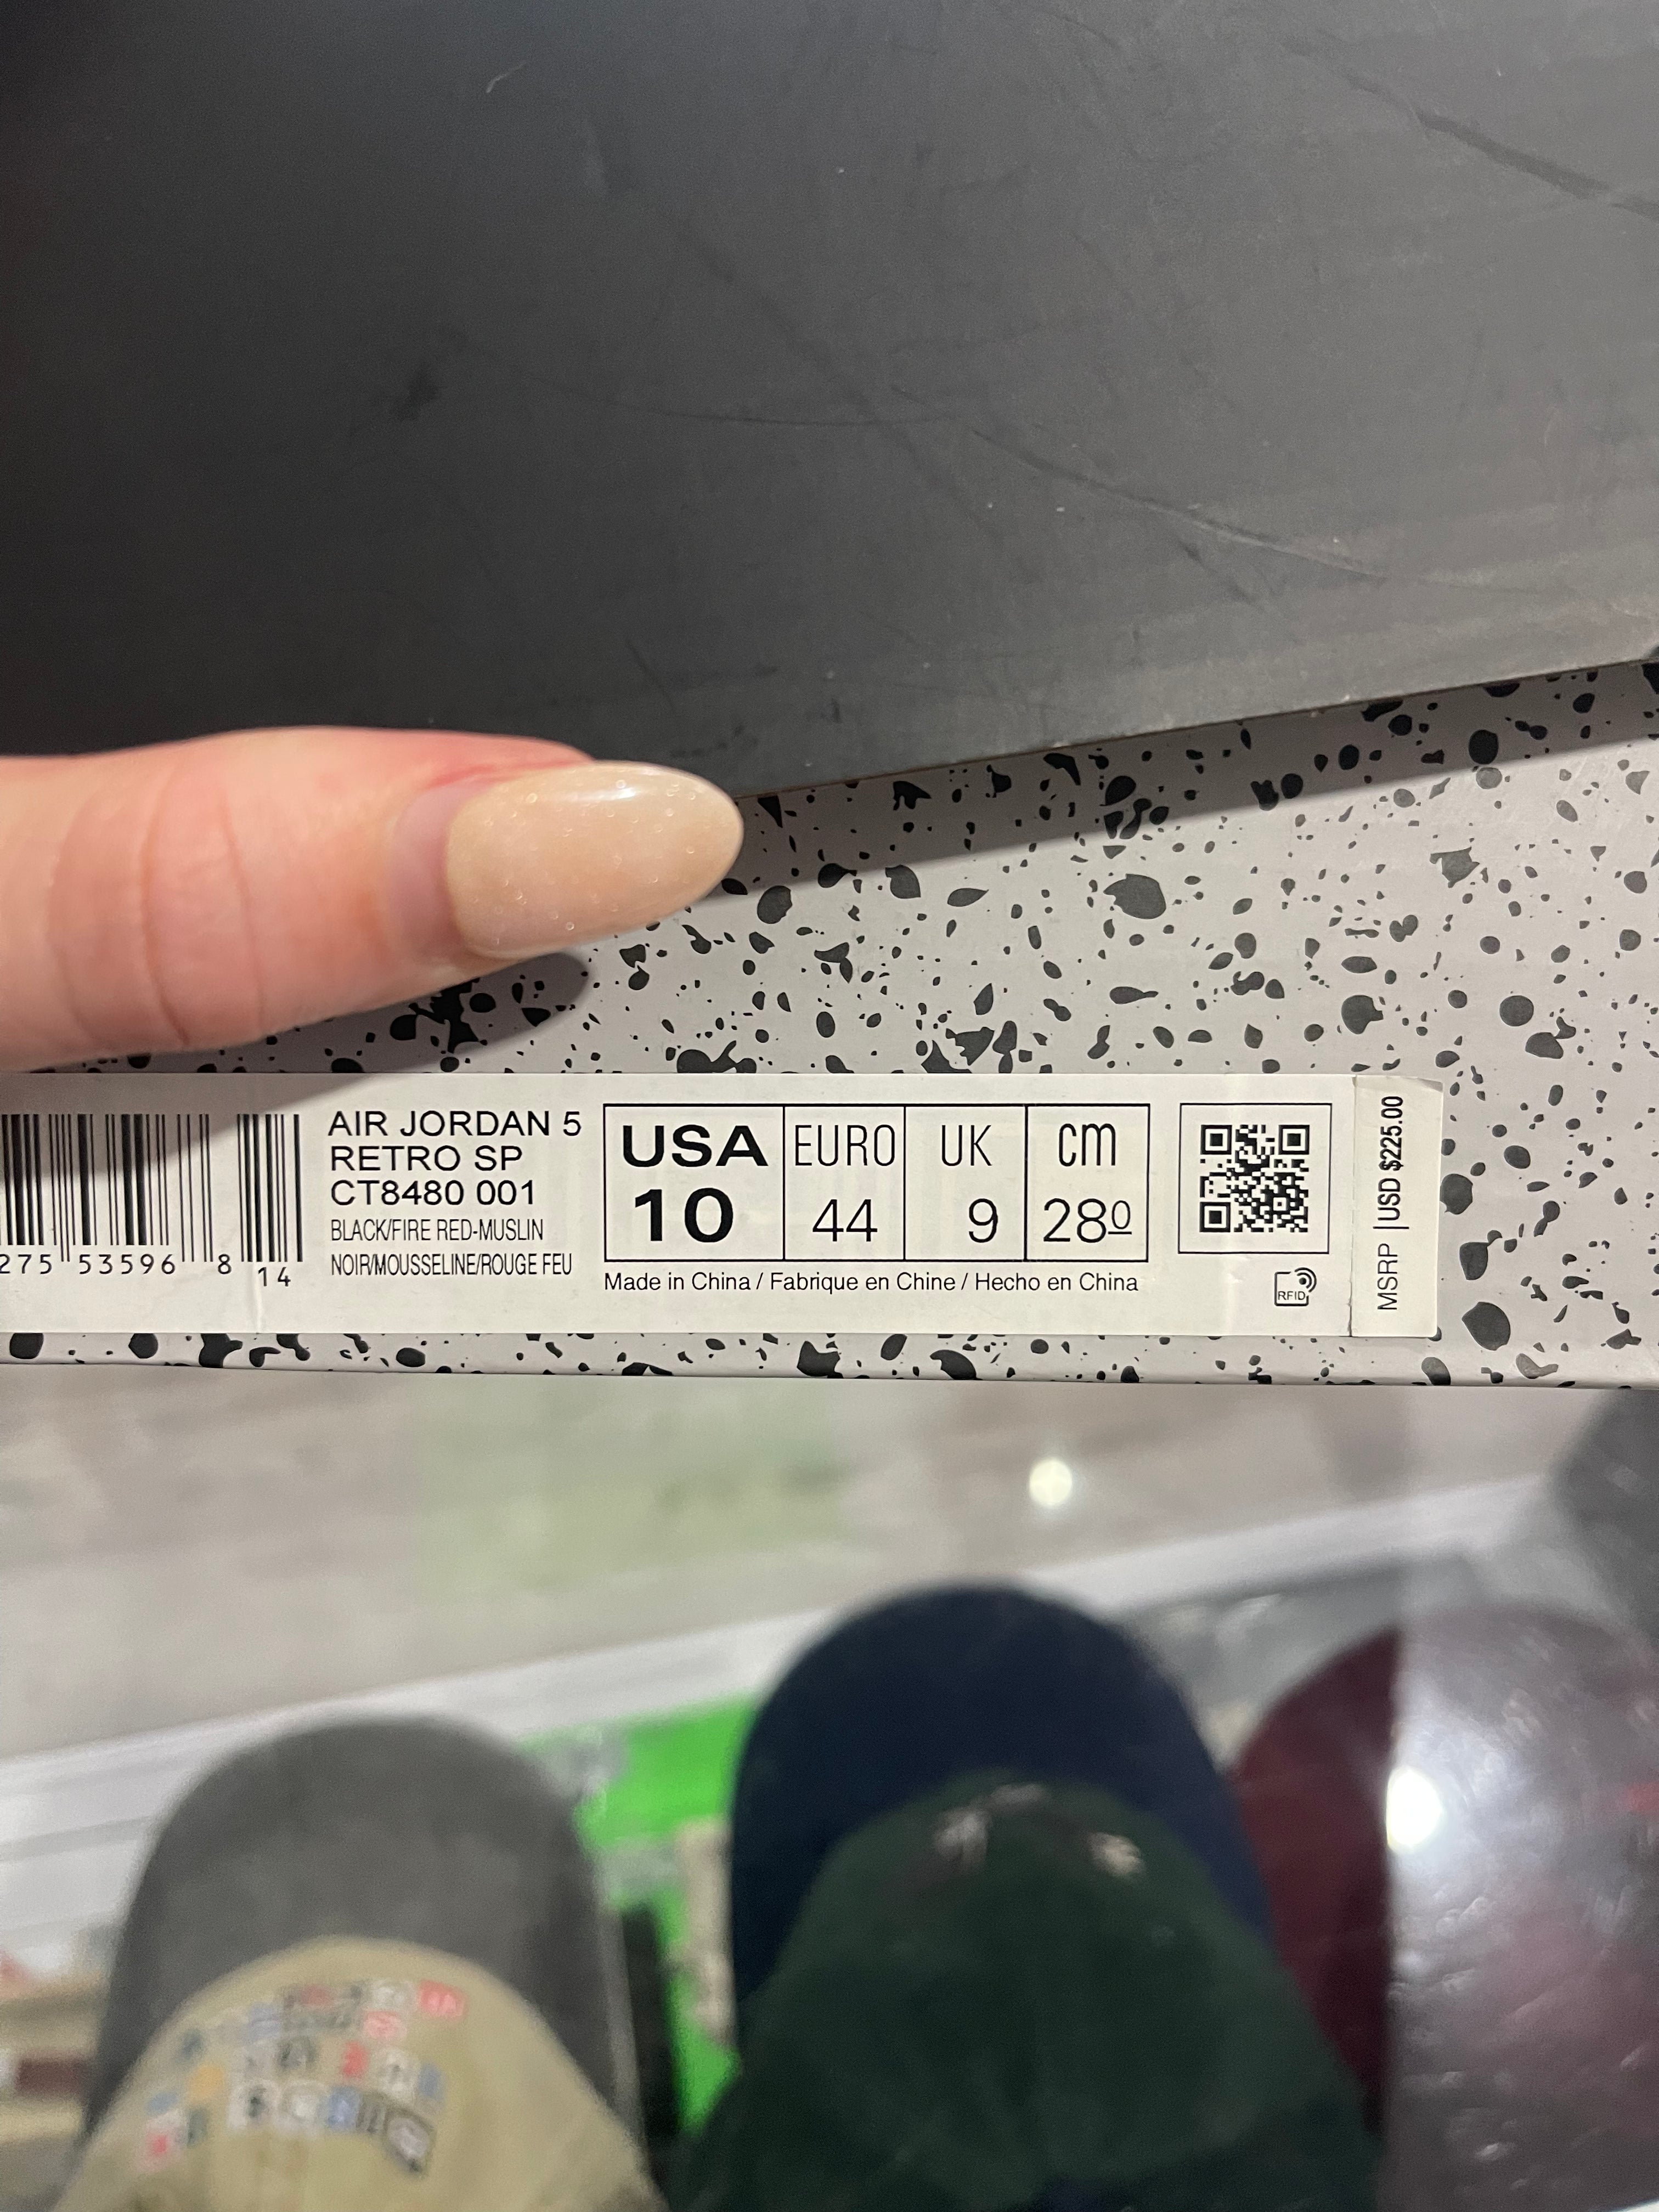 275 53596 8
14
AIR JORDAN 5
RETRO SP
CT8480 001
BLACK/FIRE RED-MUSLIN
NOIR/MOUSSELINE/ROUGE FEU
USA
10
EURO
44
UK
9
cm
280
Made in China / Fabrique en Chine / Hecho en China
RFID
MSRP USD $225.00